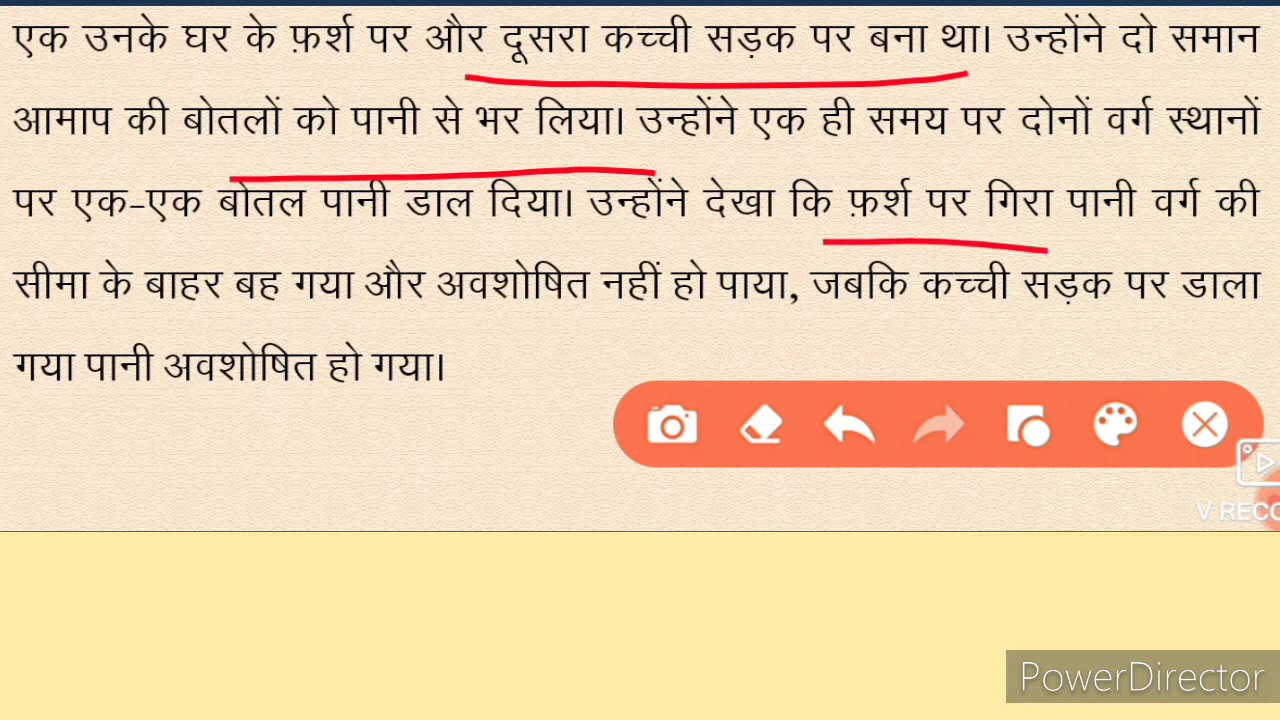 एक उनके घर के फ़र्श पर और दूसरा कच्ची सड़क पर बना था। उन्होंने दो समान
आमाप की बोतलों को पानी से भर लिया। उन्होंने एक ही समय पर दोनों वर्ग स्थानों
पर एक-एक बोतल पानी डाल दिया। उन्होंने देखा कि फ़र्श पर गिरा पानी वर्ग की
सीमा के बाहर बह गया और अवशोषित नहीं हो पाया, जबकि कच्ची सड़क पर डाला
गया पानी अवशोषित हो गया।
V RECO
PowerDirector